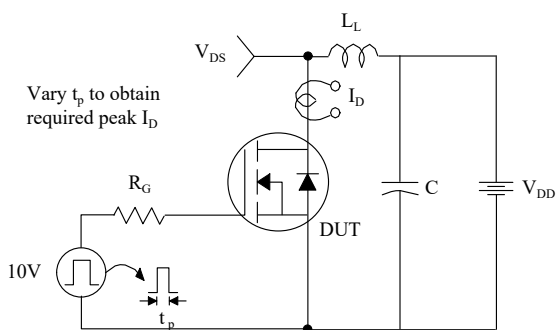 L_L
V_DS
I_D
Vary t_p to obtain
required peak I_D
R_G
C
V_DD
DUT
10V
t_p